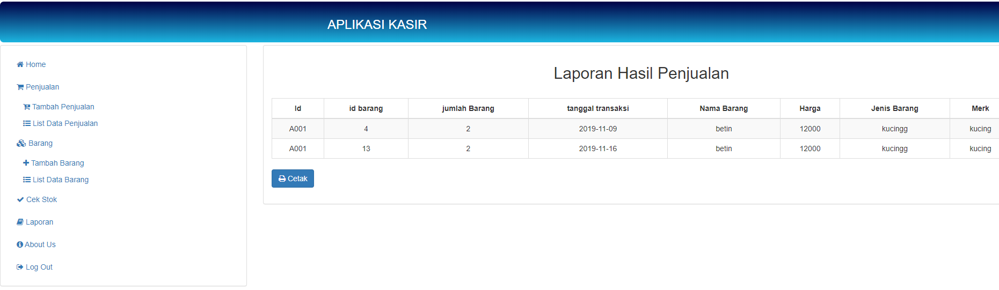 APLIKASI KASIR
Home
Penjualan
Tambah Penjualan
List Data Penjualan
Barang
Tambah Barang
List Data Barang
Cek Stok
Laporan
About Us
Log Out
Laporan Hasil Penjualan
Id id barang jumlah Barang tanggal transaksi Nama Barang Harga Jenis Barang Merk
A001 4 2 2019-11-09 betin 12000 kucingg kucing
A001 13 2 2019-11-16 betin 12000 kucingg kucing
Cetak